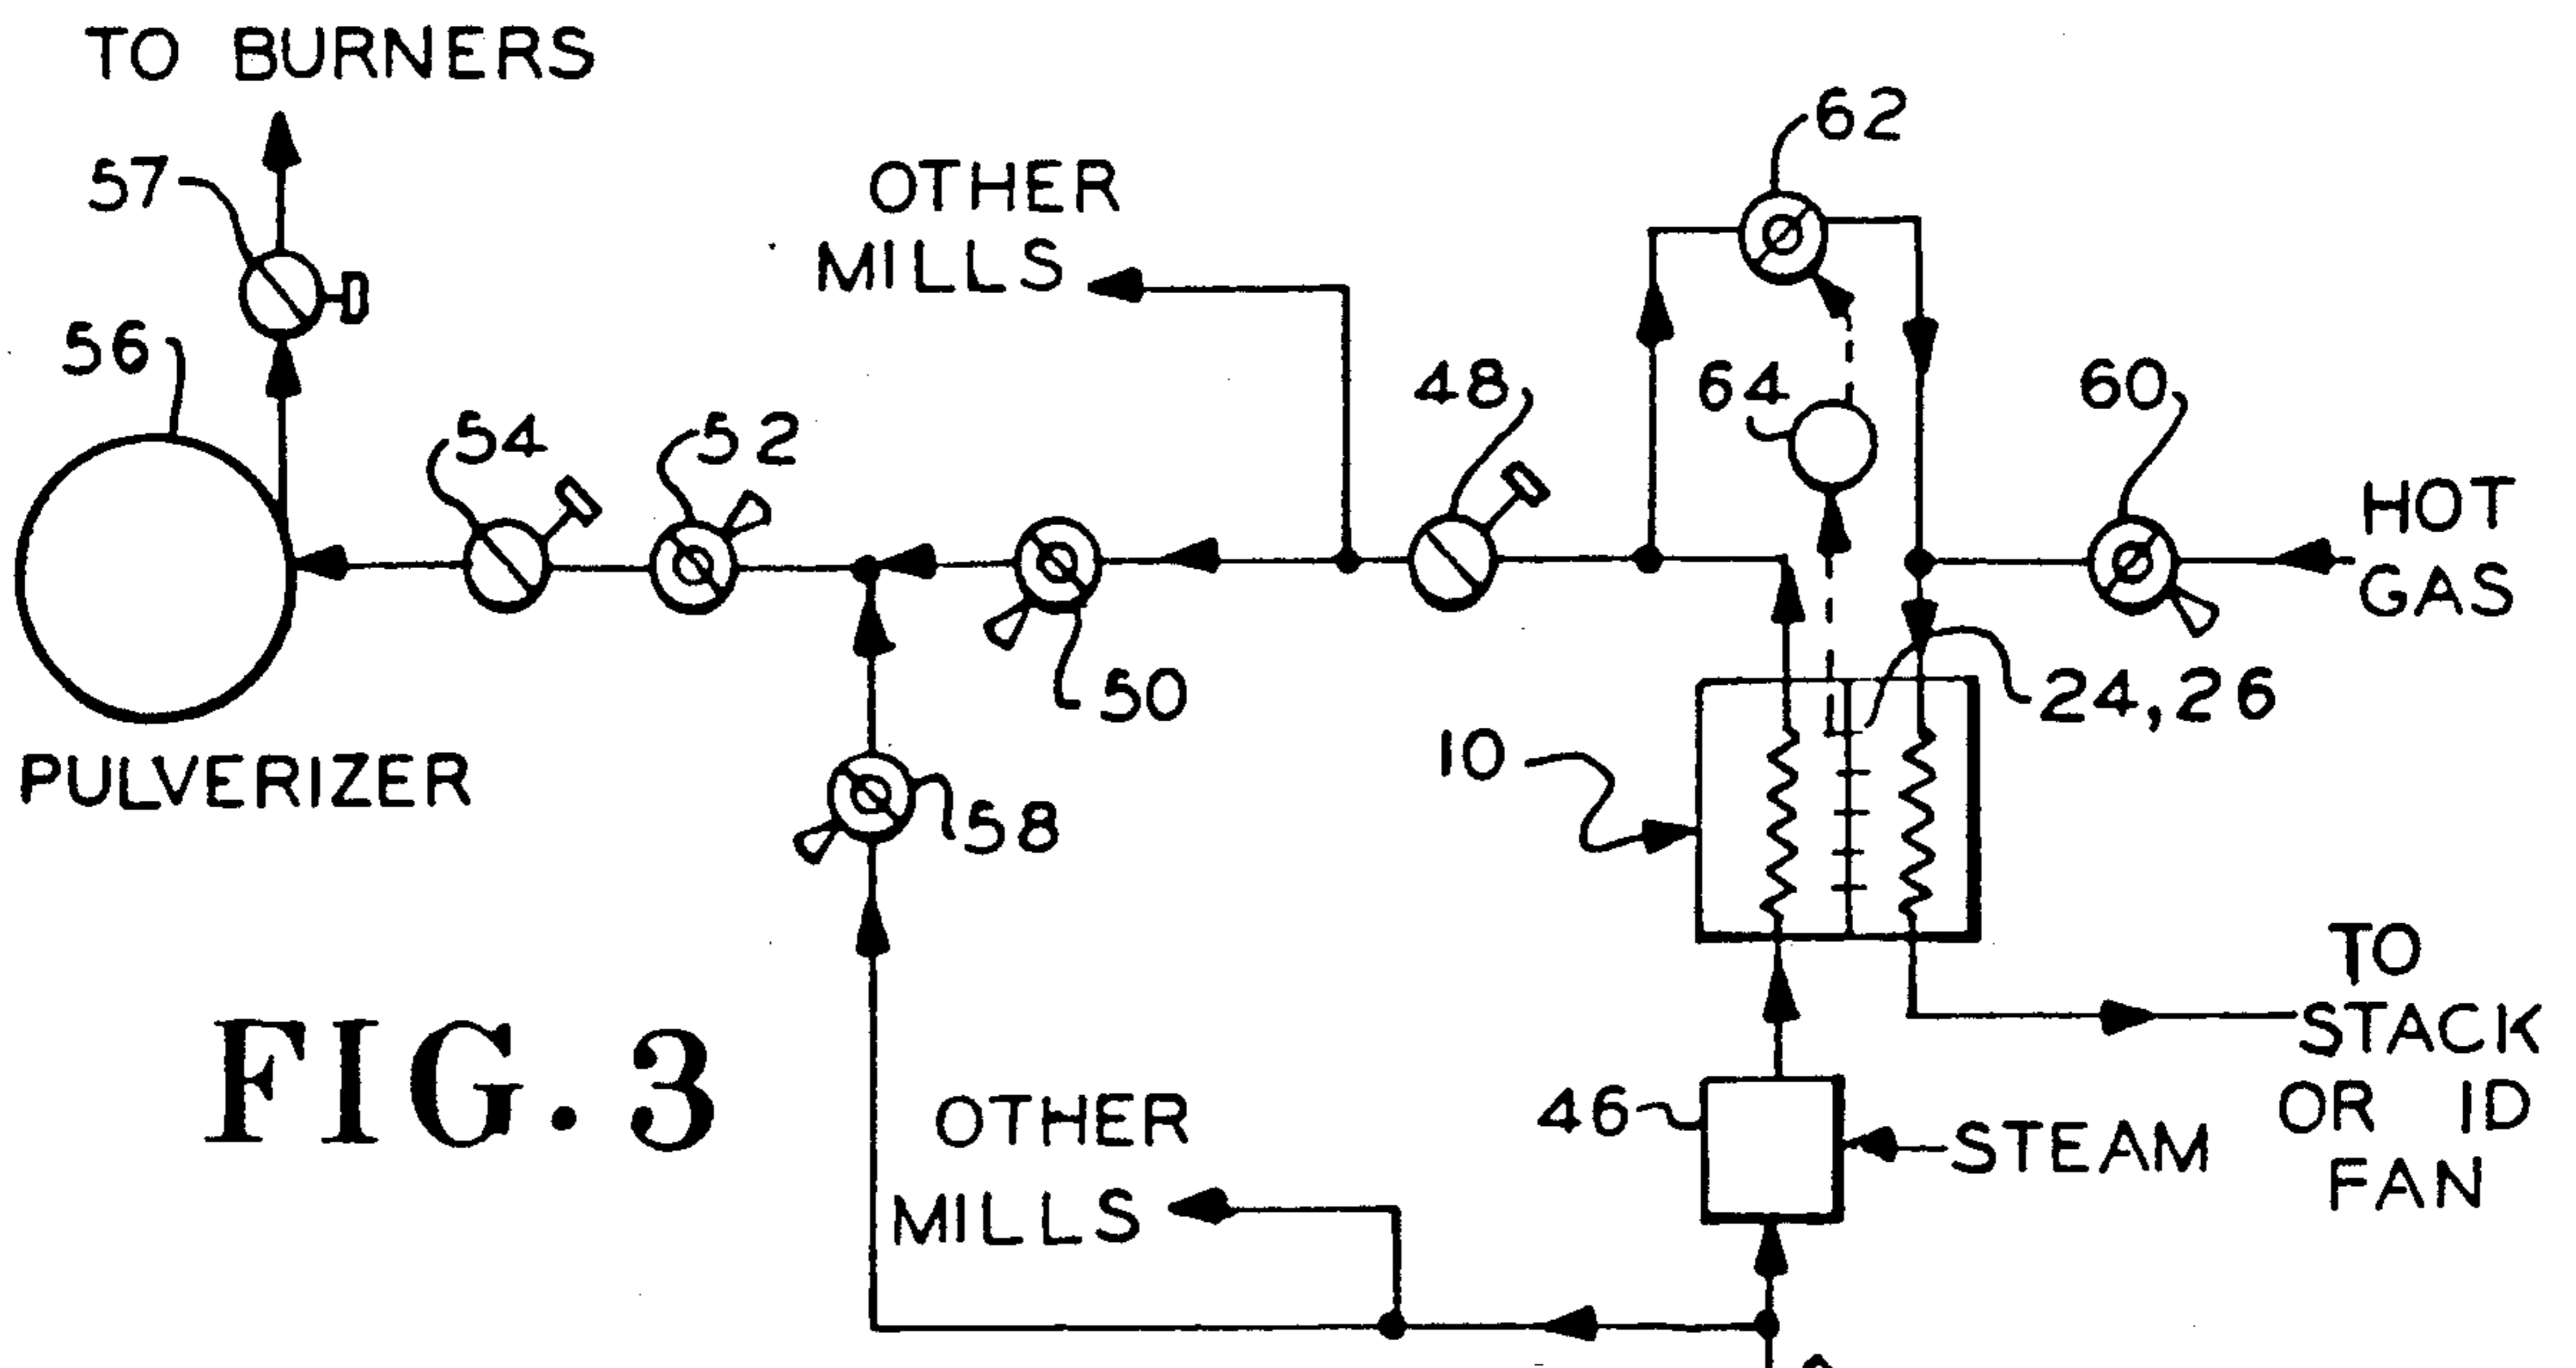 TO BURNERS
57
56
54
52
OTHER
MILLS
62
48
64
60
HOT
GAS
50
24,26
PULVERIZER
10
58
TO
STACK
OR ID
FAN
46
STEAM
OTHER
MILLS
FIG. 3